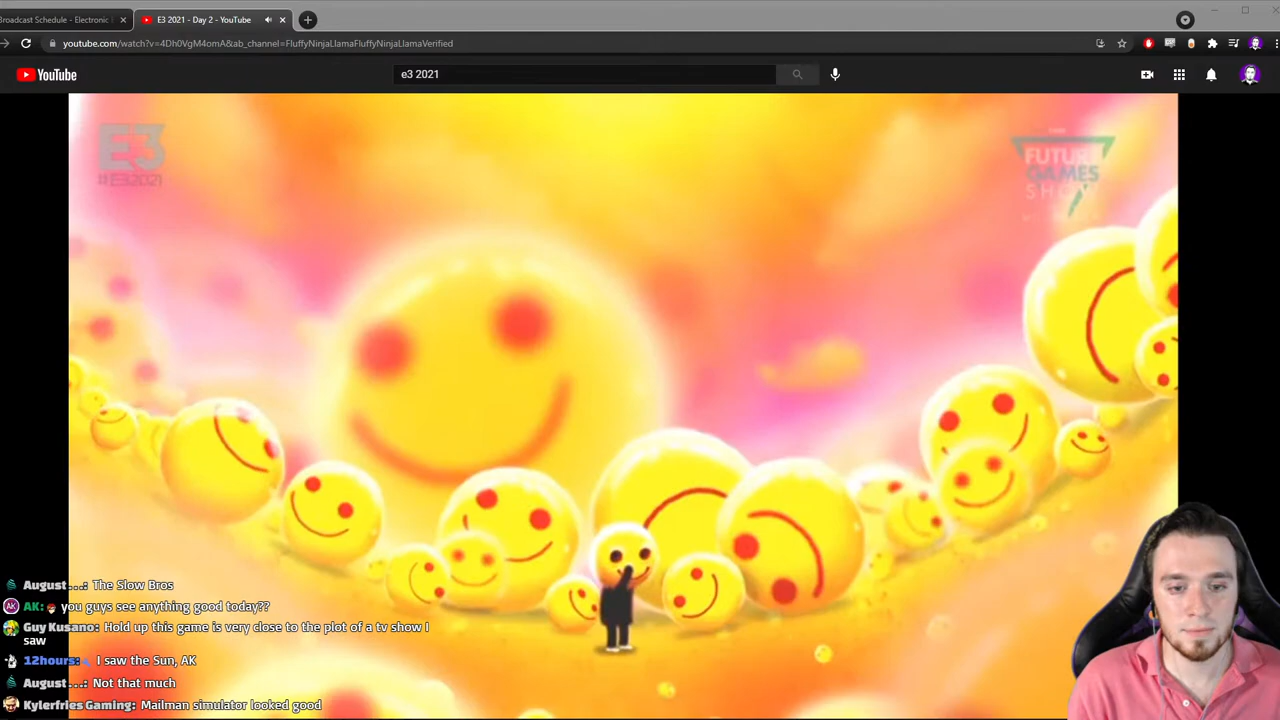 Broadcast Schedule - Electronic
E3 2021 - Day 2 - YouTube
youtube.com/watch?v=4Dh0VgM4omA&ab_channel=FluffyNinjaLlamaFluffyNinjaLlamaVerified
YouTube
e3 2021
E3
#E32021
FUTURE
GAMES
SHOW
August ...: The Slow Bros
AK AK: you guys see anything good today??
Guy Kusano: Hold up this game is very close to the plot of a tv show I
saw
12hours: I saw the Sun, AK
August ...: Not that much
Kylerfries Gaming: Mailman simulator looked good